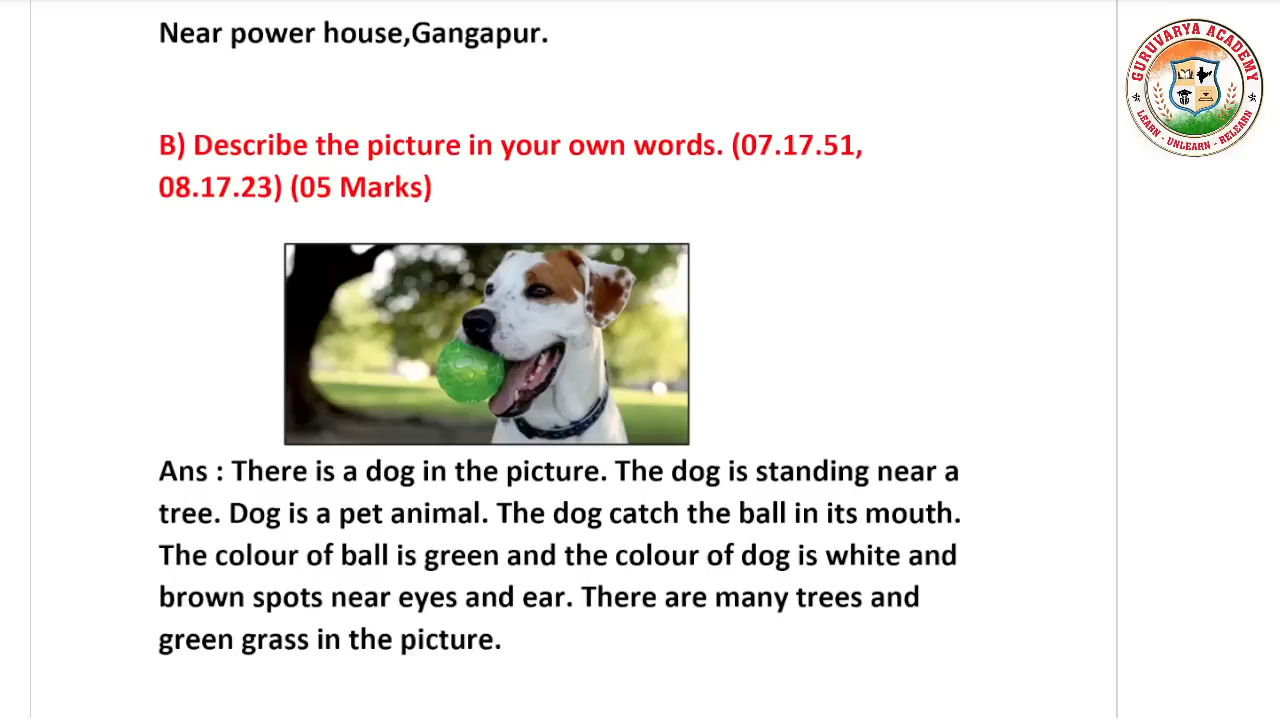 Near power house,Gangapur.
GURUVARYA ACADEMY
LEARN - UNLEARN - RELEARN
B) Describe the picture in your own words. (07.17.51,
08.17.23) (05 Marks)
Ans : There is a dog in the picture. The dog is standing near a
tree. Dog is a pet animal. The dog catch the ball in its mouth.
The colour of ball is green and the colour of dog is white and
brown spots near eyes and ear. There are many trees and
green grass in the picture.